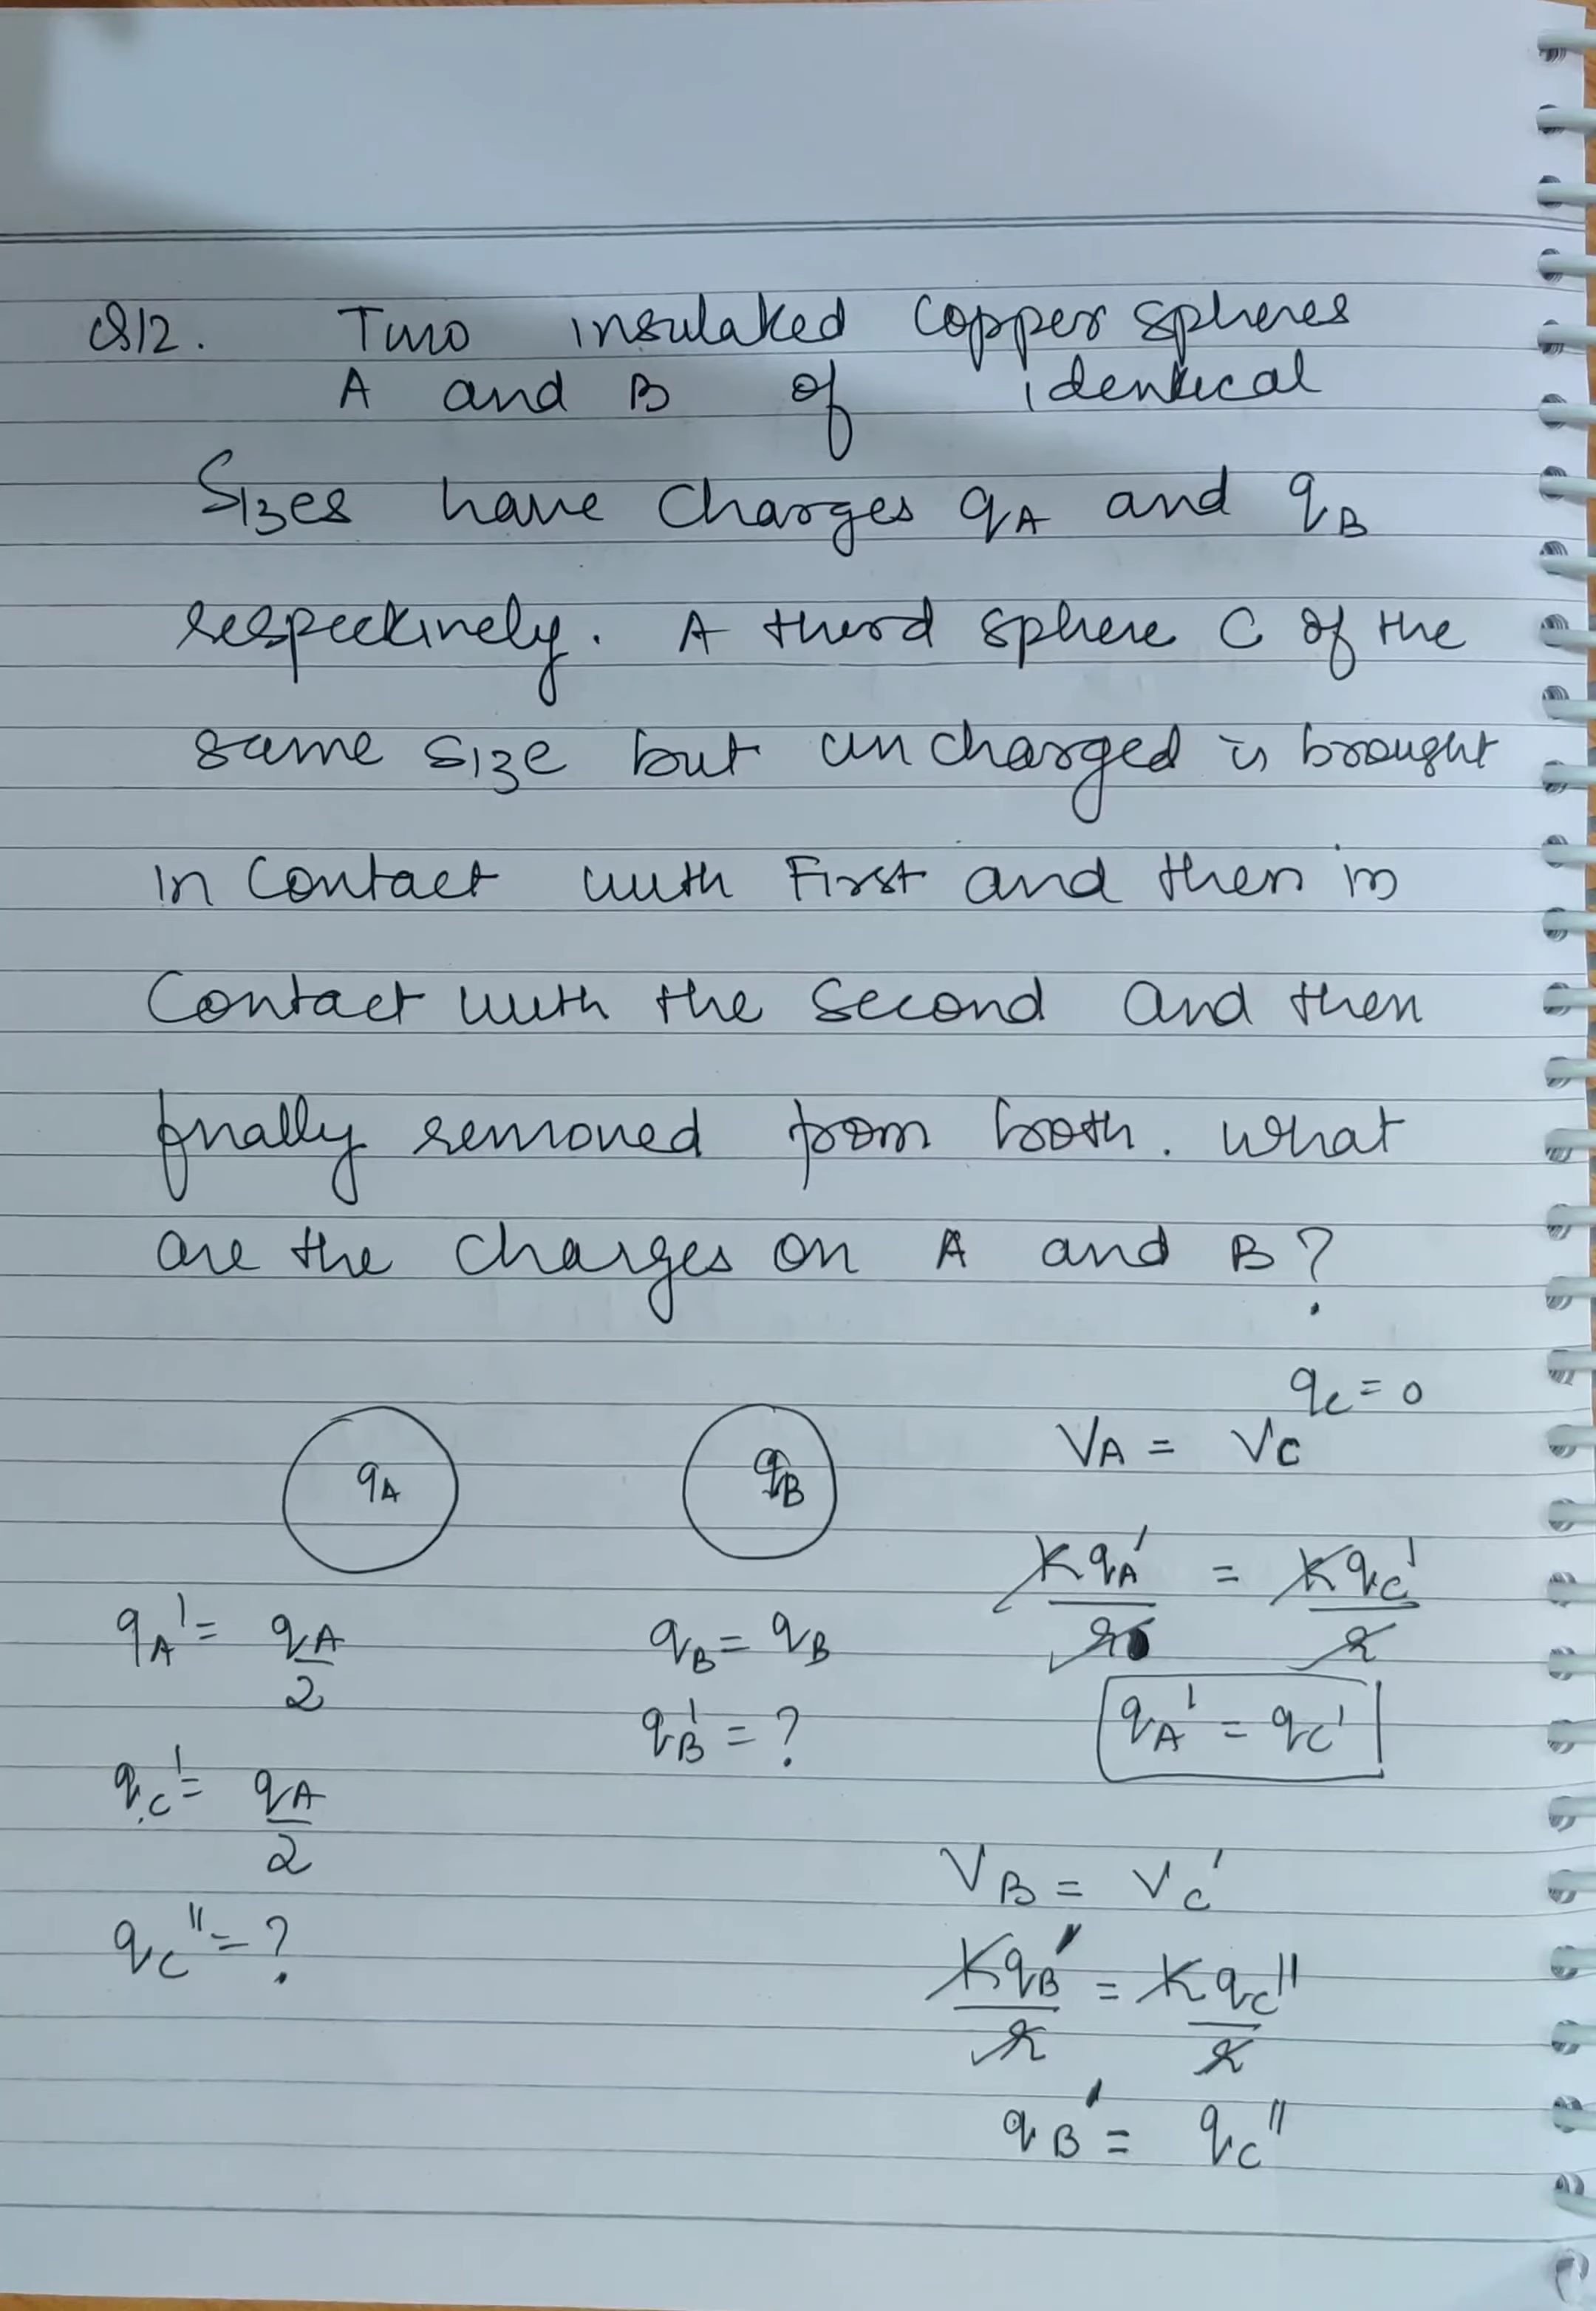 Q12. Two insulated Copper spheres
A and B of identical
Sizes have Charges qA and qB
respectively. A third sphere C of the
same size but uncharged is brought
in Contact with First and then in
Contact with the Second and then
finally removed from both. What
are the charges on A and B?
qc = 0
VA = VC
qA
qB
KqA'/r = Kqc'/r
qA' = qA/2
qB = qB
qA' = qc'
qB' = ?
qc' = qA/2
VB = Vc'
qc'' = ?
KqB'/r = Kqc''/r
qB' = qc''